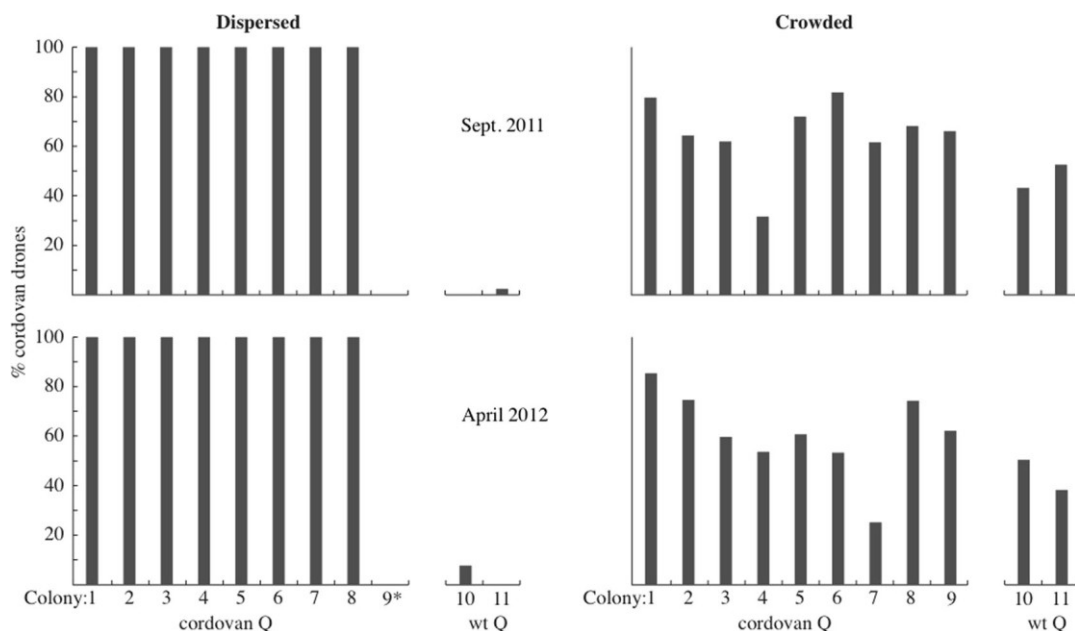 Dispersed Crowded
100
80
Sept. 2011
60
40
20
% cordovan drones
100
80
April 2012
60
40
20
Colony:1 2 3 4 5 6 7 8 9* 10 11 Colony:1 2 3 4 5 6 7 8 9 10 11
cordovan Q wt Q cordovan Q wt Q